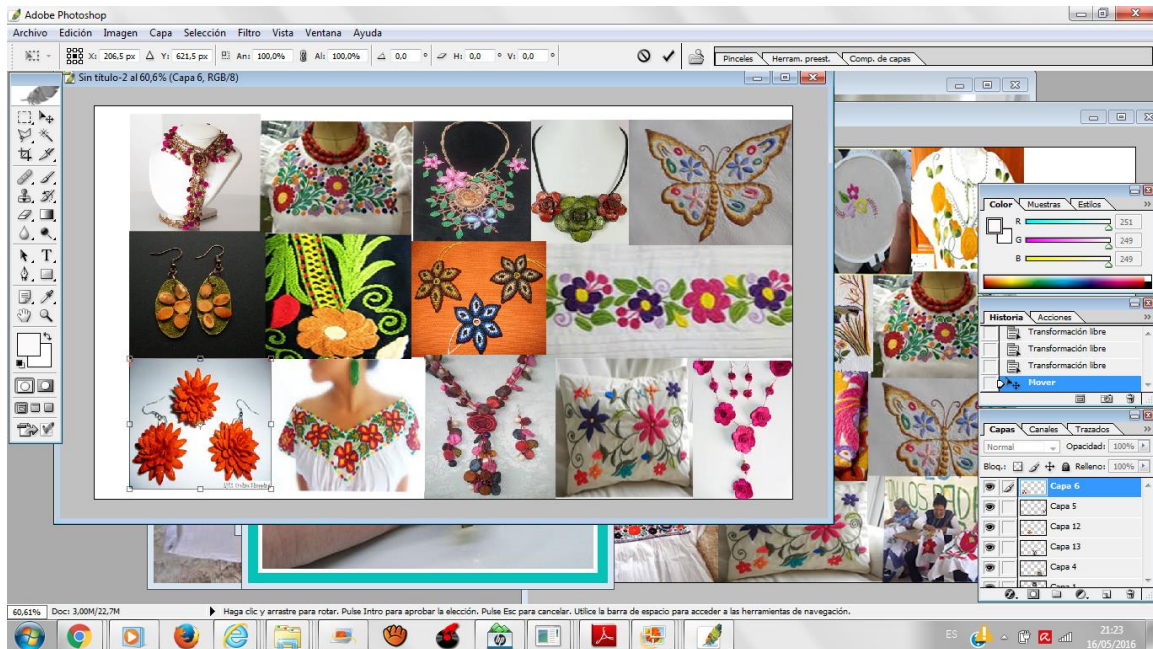 Adobe Photoshop
Archivo Edición Imagen Capa Selección Filtro Vista Ventana Ayuda
X: 206,5 px Y: 621,5 px An: 100,0% Al: 100,0% 0,0 ° H: 0,0 ° V: 0,0 °
Pinceles Herram. preest. Comp. de capas
Sin título-2 al 60,6% (Capa 6, RGB/8)
Color Muestras Estilos
R 251
G 249
B 249
Historia Acciones
Transformación libre
Transformación libre
Transformación libre
Mover
Capas Canales Trazados
Normal Opacidad: 100%
Bloq.: Relleno: 100%
Capa 6
Capa 5
Capa 12
Capa 13
Capa 4
60,61% Doc: 3,00M/22,7M Haga clic y arrastre para rotar. Pulse Intro para aprobar la elección. Pulse Esc para cancelar. Utilice la barra de espacio para acceder a las herramientas de navegación.
ES 21:23
16/05/2016